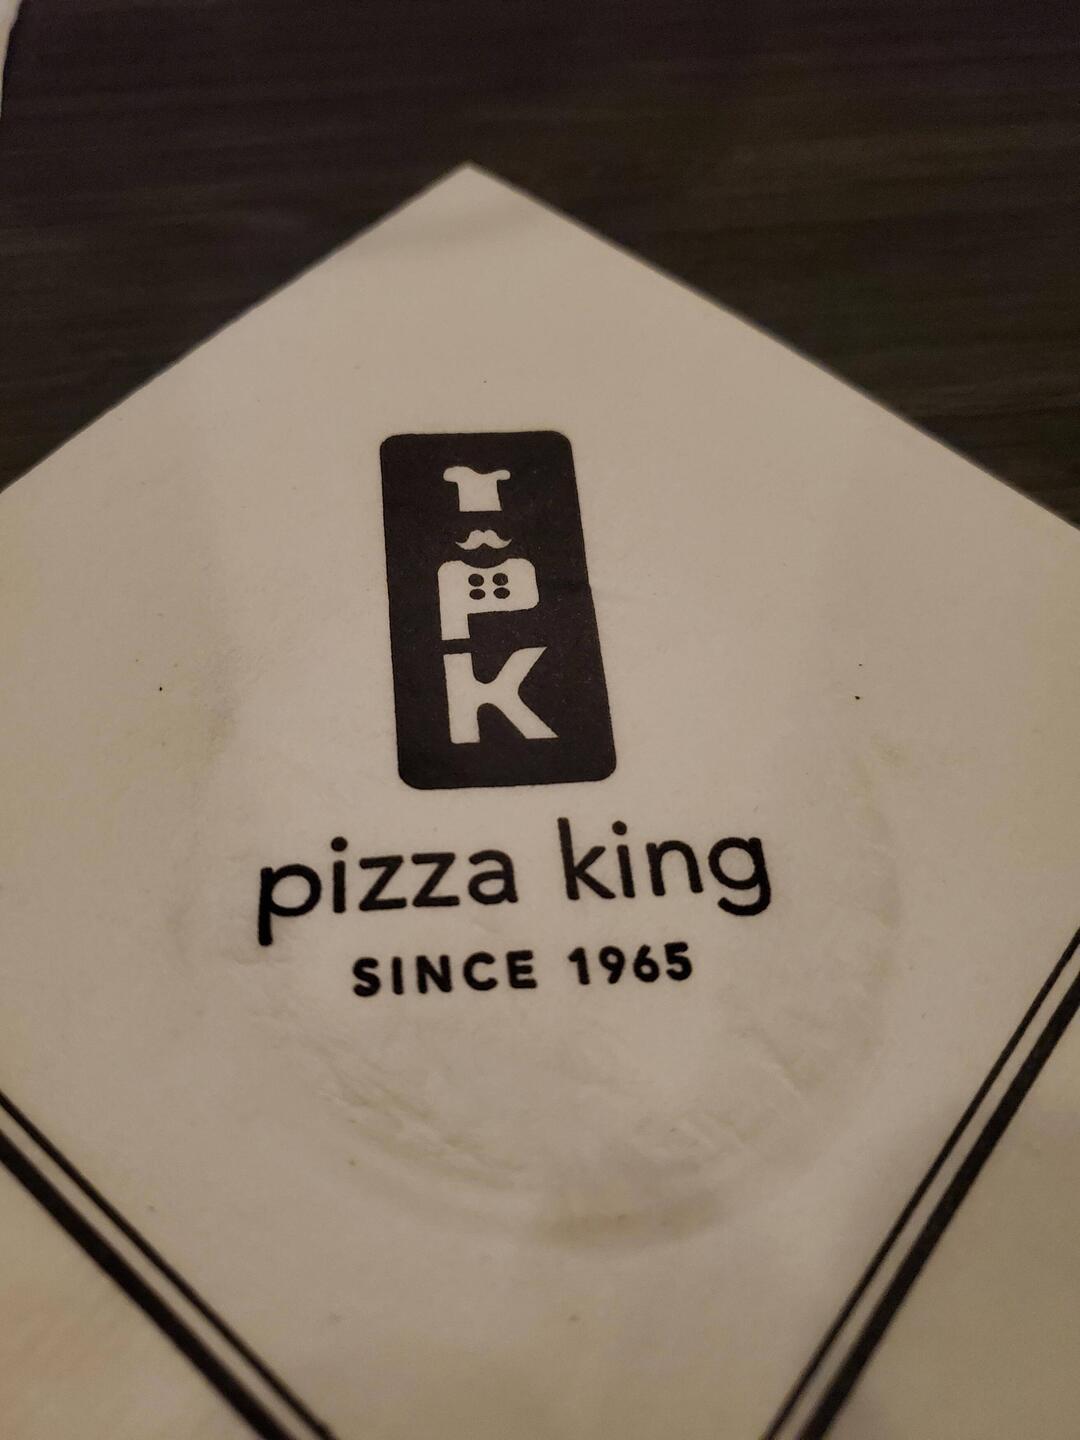 PK
pizza king
SINCE 1965